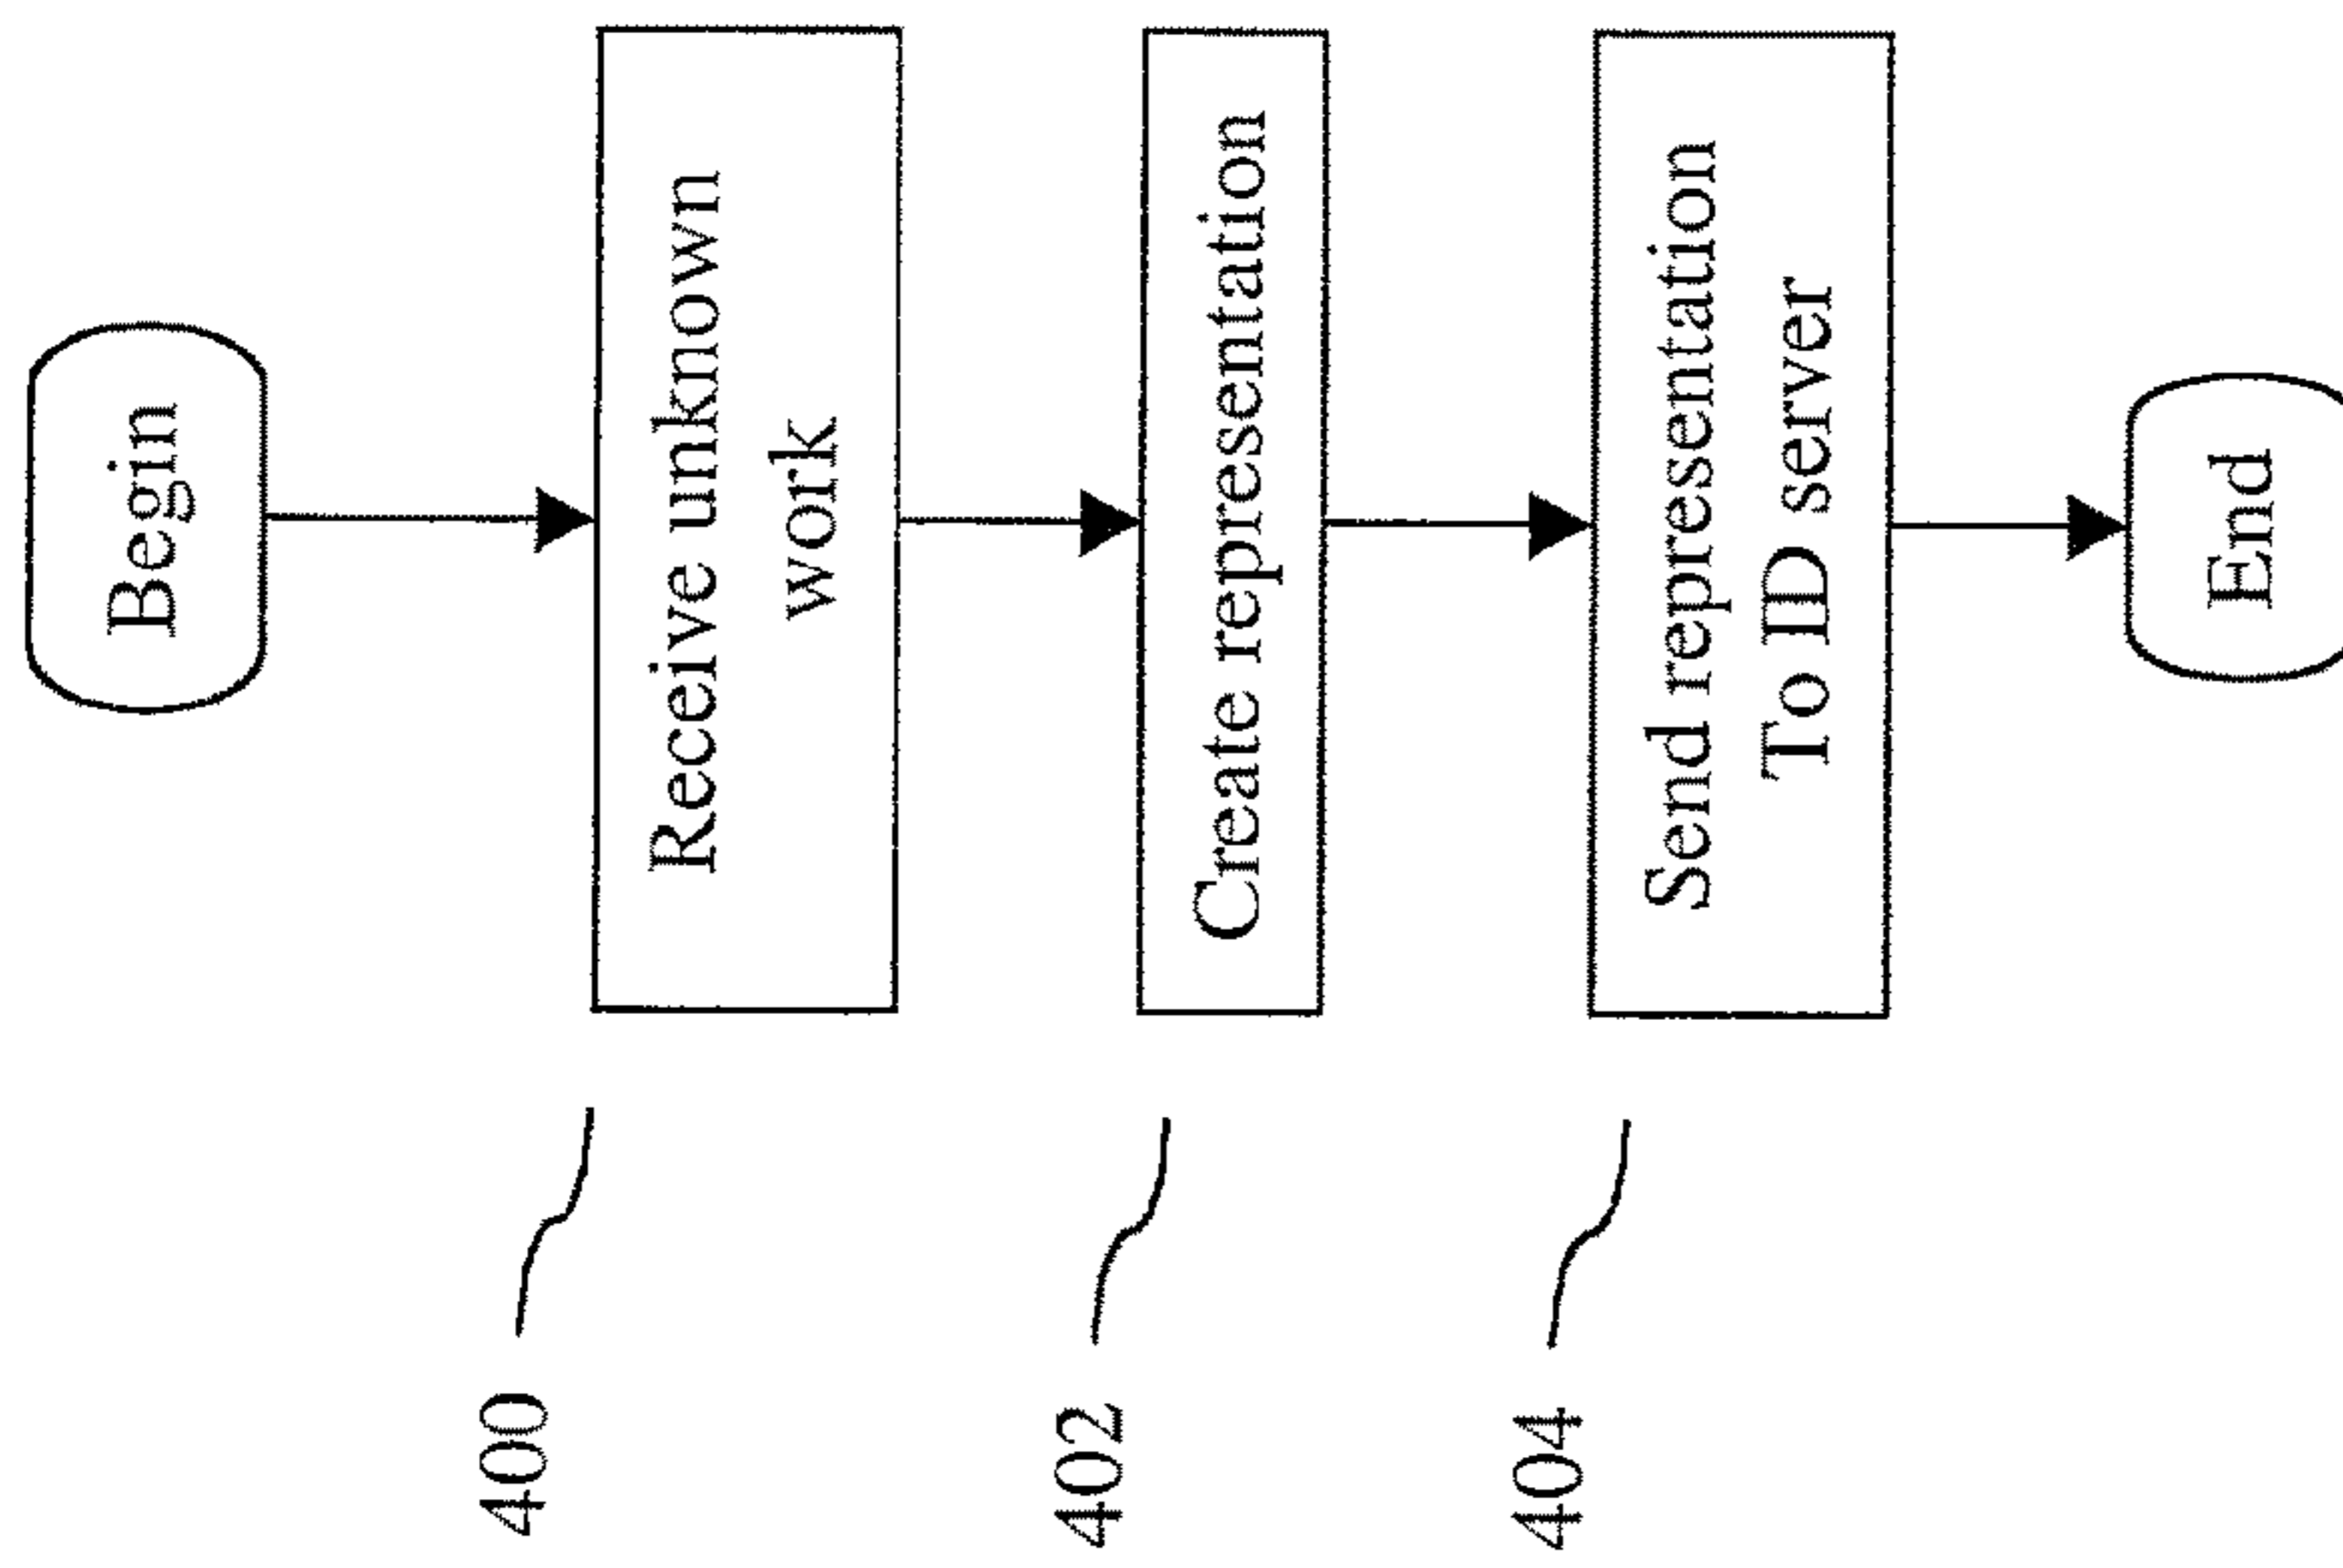 Begin
400
Receive unknown
work
402
Create representation
404
Send representation
To ID server
End